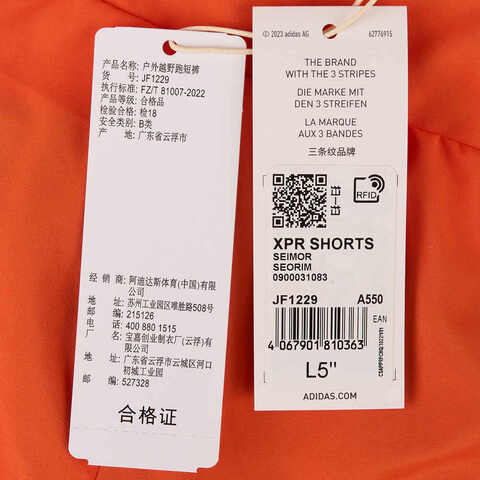 产品名称: 户外越野跑短裤
货 号: JF1229
执行标准: FZ/T 81007-2022
产品等级: 合格品
检验合格: 检18
安全类别: B类
产 地: 广东省云浮市
经 销 商: 阿迪达斯体育(中国)有限公司
地 址: 苏州工业园区唯胜路508号
邮 编: 215126
电 话: 400 880 1515
厂 名: 宝嘉创业制衣厂(云浮)有限公司
地 址: 广东省云浮市云城区河口初城工业园
邮 编: 527328
合格证
© 2023 adidas AG 62776915
THE BRAND
WITH THE 3 STRIPES
DIE MARKE MIT
DEN 3 STREIFEN
LA MARQUE
AUX 3 BANDES
三条纹品牌
RFID
XPR SHORTS
SEIMOR
SEORIM
0900031083
JF1229 A550
EAN
4 067901 810363
L5"
ADIDAS.COM